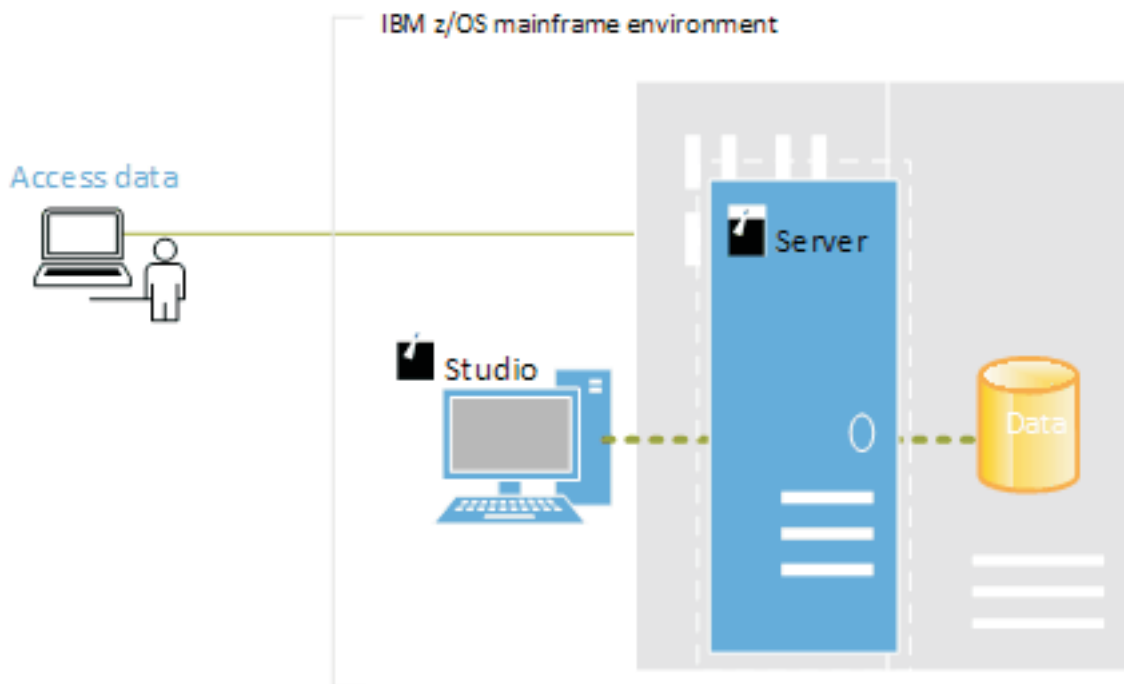 IBM z/OS mainframe environment
Access data
Server
Studio
Data